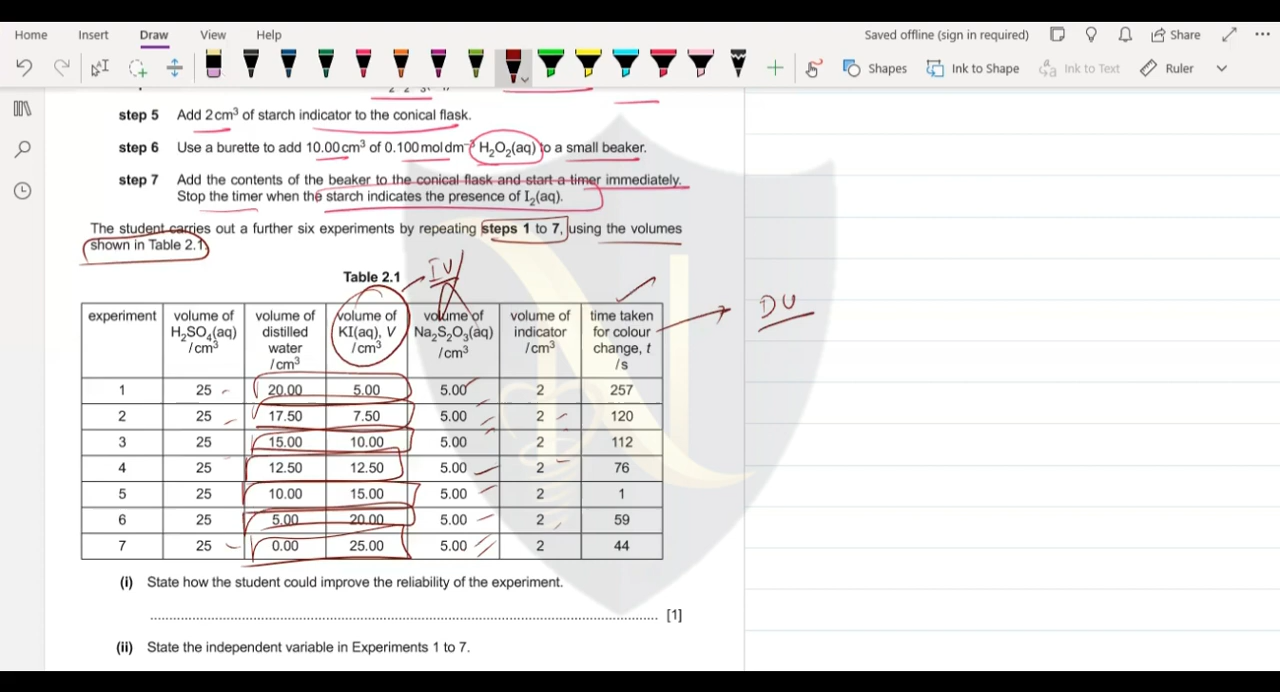 Home Insert Draw View Help Saved offline (sign in required) Share
Shapes Ink to Shape Ink to Text Ruler
step 5 Add 2 cm³ of starch indicator to the conical flask.
step 6 Use a burette to add 10.00 cm³ of 0.100 mol dm⁻³ H₂O₂(aq) to a small beaker.
step 7 Add the contents of the beaker to the conical flask and start a timer immediately.
Stop the timer when the starch indicates the presence of I₂(aq).
The student carries out a further six experiments by repeating steps 1 to 7, using the volumes
shown in Table 2.1
Table 2.1 IV
DV
experiment volume of H₂SO₄(aq) /cm³ volume of distilled water /cm³ volume of KI(aq), V /cm³ volume of Na₂S₂O₃(aq) /cm³ volume of indicator /cm³ time taken for colour change, t /s
1 25 20.00 5.00 5.00 2 257
2 25 17.50 7.50 5.00 2 120
3 25 15.00 10.00 5.00 2 112
4 25 12.50 12.50 5.00 2 76
5 25 10.00 15.00 5.00 2 1
6 25 5.00 20.00 5.00 2 59
7 25 0.00 25.00 5.00 2 44
(i) State how the student could improve the reliability of the experiment.
[1]
(ii) State the independent variable in Experiments 1 to 7.